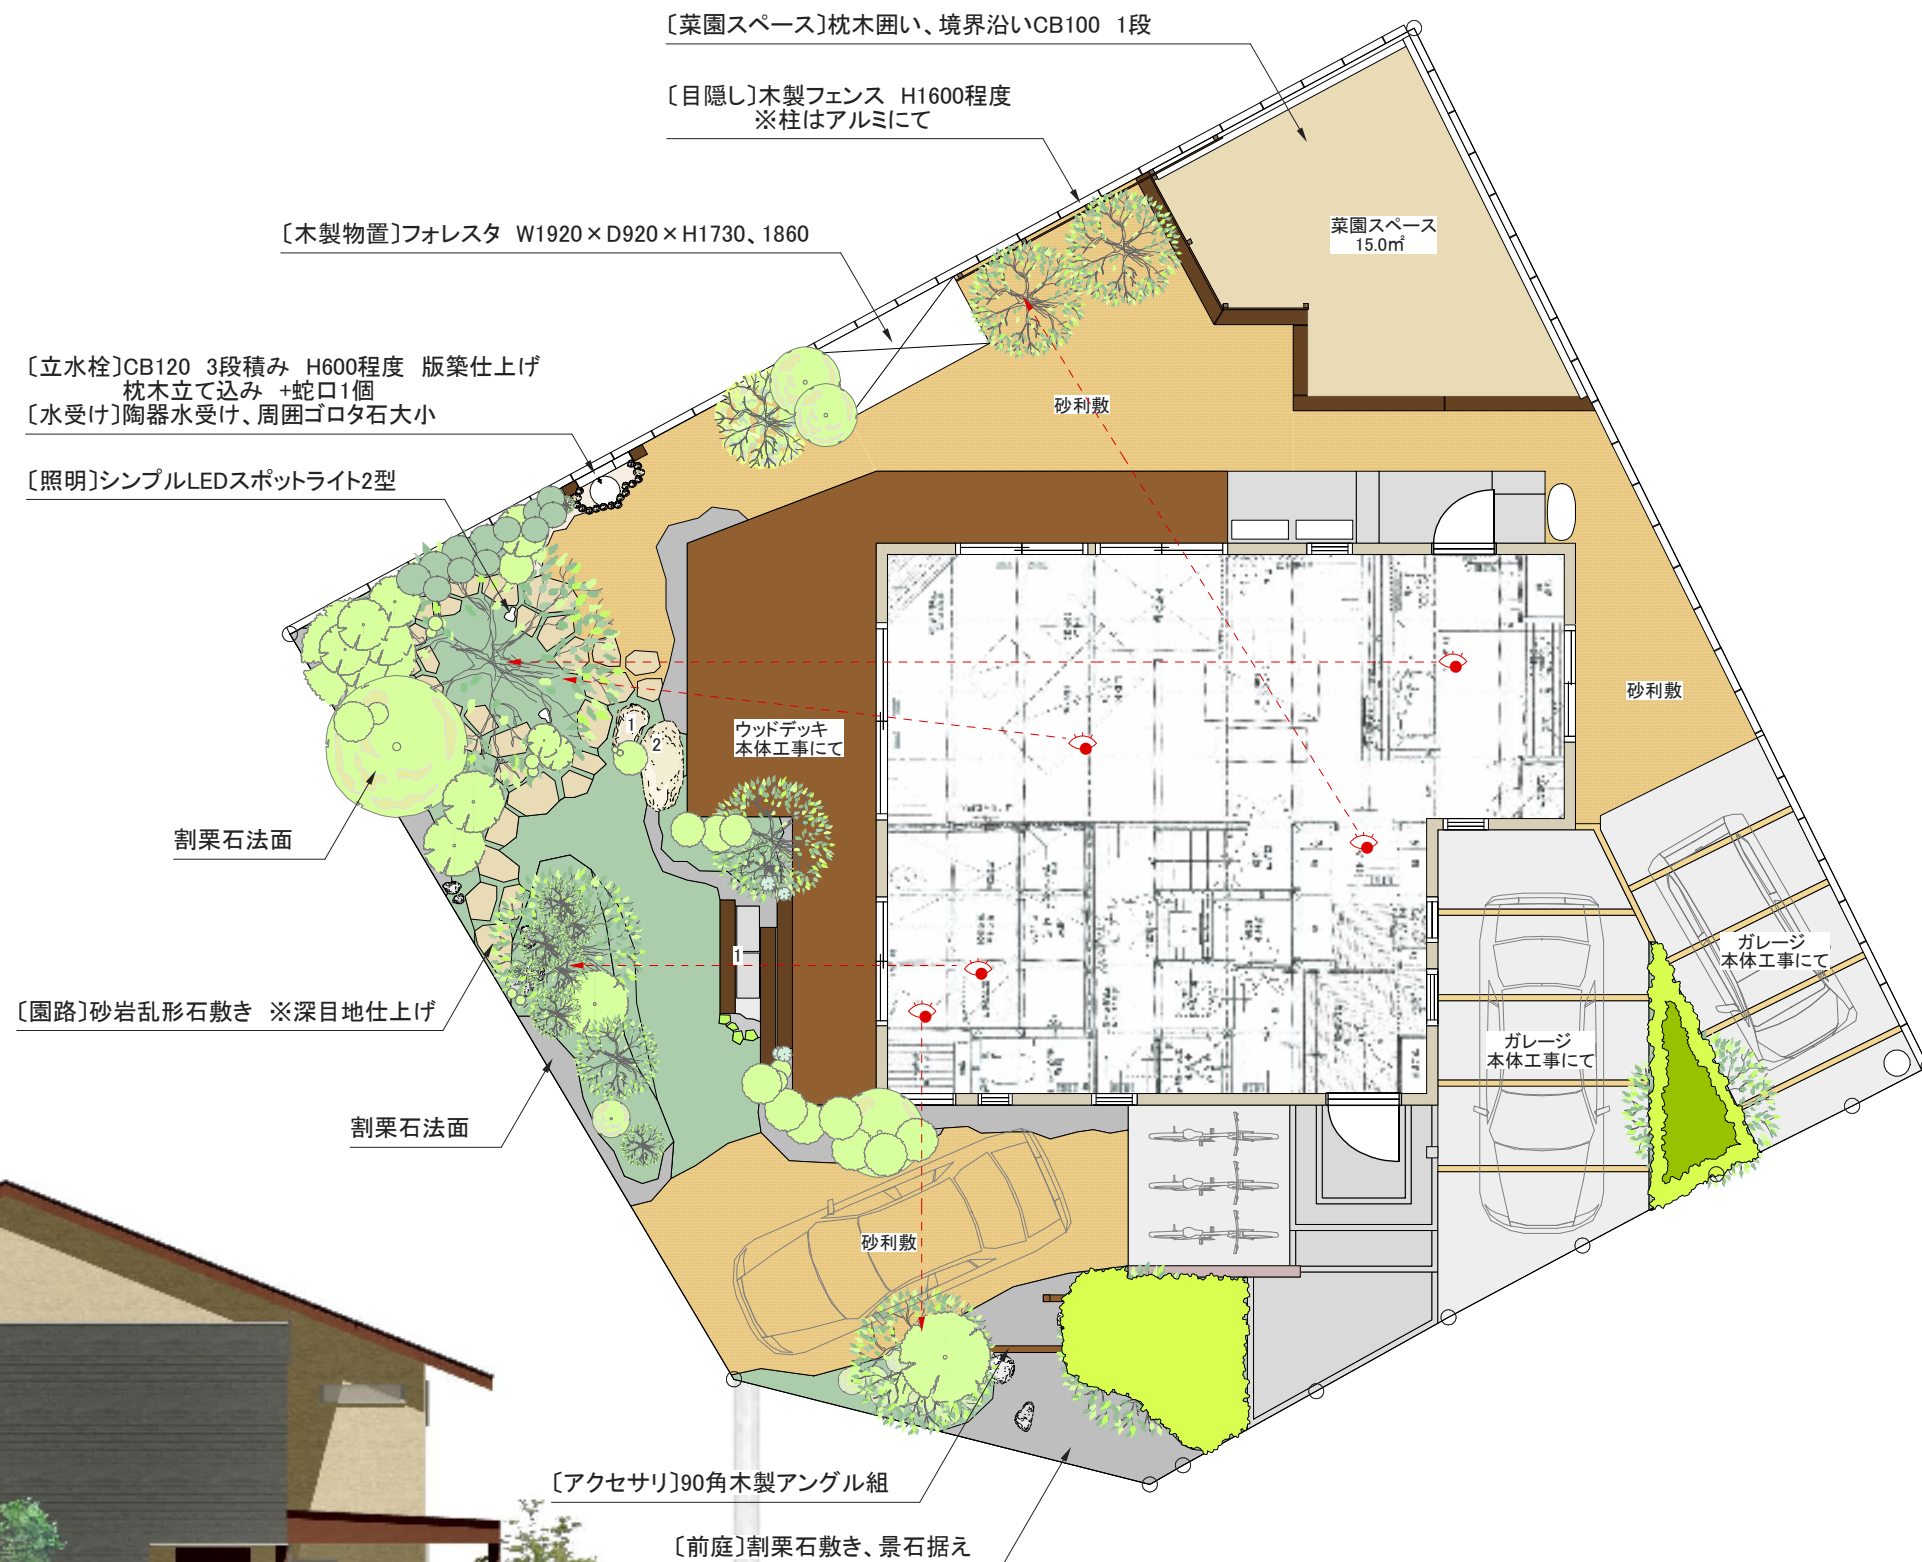 〔菜園スペース〕枕木囲い、境界沿いCB100 1段
〔目隠し〕木製フェンス H1600程度
※柱はアルミにて
〔木製物置〕フォレスタ W1920×D920×H1730、1860
菜園スペース
15.0㎡
〔立水栓〕CB120 3段積み H600程度 版築仕上げ
枕木立て込み +蛇口1個
〔水受け〕陶器水受け、周囲ゴロタ石大小
砂利敷
〔照明〕シンプルLEDスポットライト2型
砂利敷
1
2
ウッドデッキ
本体工事にて
割栗石法面
1
ガレージ
本体工事にて
〔園路〕砂岩乱形石敷き ※深目地仕上げ
ガレージ
本体工事にて
割栗石法面
砂利敷
〔アクセサリ〕90角木製アングル組
〔前庭〕割栗石敷き、景石据え